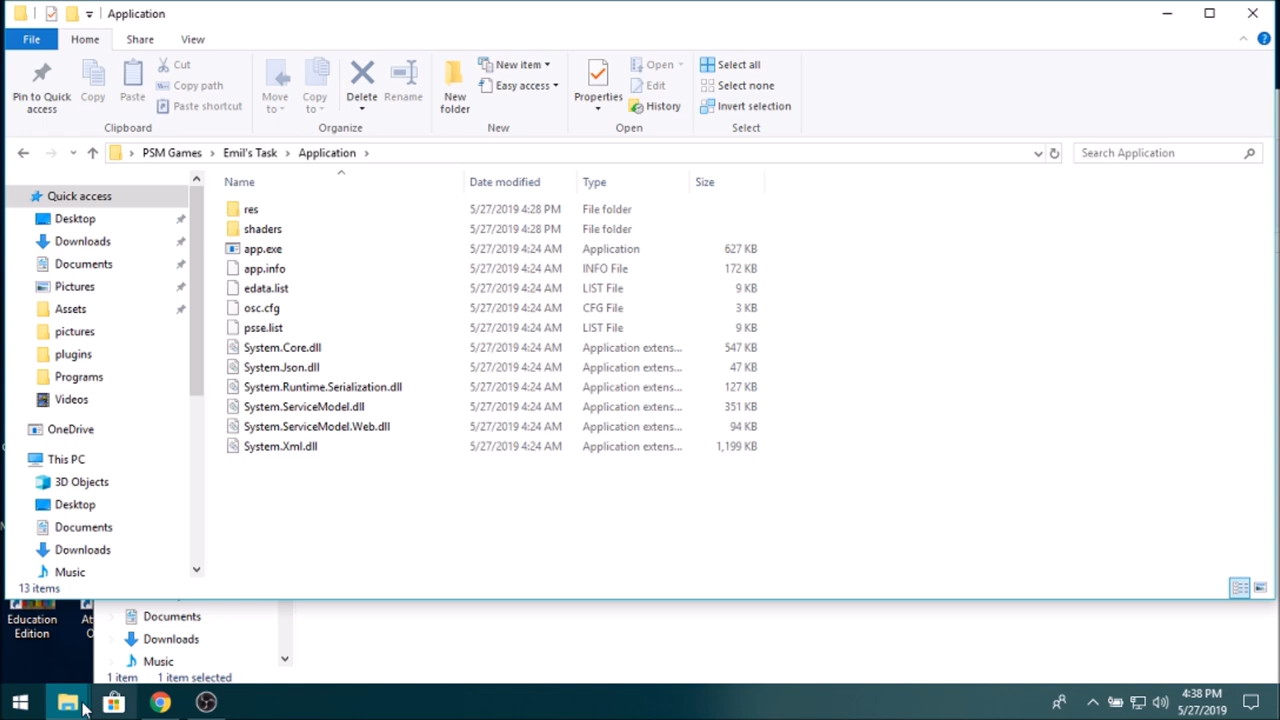 Application
File Home Share View
Pin to Quick access
Copy
Paste
Cut
Copy path
Paste shortcut
Clipboard
Move to
Copy to
Delete
Rename
Organize
New folder
New item
Easy access
New
Properties
Open
Edit
History
Open
Select all
Select none
Invert selection
Select
PSM Games > Emil's Task > Application >
Search Application
Name Date modified Type Size
res 5/27/2019 4:28 PM File folder
shaders 5/27/2019 4:28 PM File folder
app.exe 5/27/2019 4:24 AM Application 627 KB
app.info 5/27/2019 4:24 AM INFO File 172 KB
edata.list 5/27/2019 4:24 AM LIST File 9 KB
osc.cfg 5/27/2019 4:24 AM CFG File 3 KB
psse.list 5/27/2019 4:24 AM LIST File 9 KB
System.Core.dll 5/27/2019 4:24 AM Application extens... 547 KB
System.Json.dll 5/27/2019 4:24 AM Application extens... 47 KB
System.Runtime.Serialization.dll 5/27/2019 4:24 AM Application extens... 127 KB
System.ServiceModel.dll 5/27/2019 4:24 AM Application extens... 351 KB
System.ServiceModel.Web.dll 5/27/2019 4:24 AM Application extens... 94 KB
System.Xml.dll 5/27/2019 4:24 AM Application extens... 1,199 KB
Quick access
Desktop
Downloads
Documents
Pictures
Assets
pictures
plugins
Programs
Videos
OneDrive
This PC
3D Objects
Desktop
Documents
Downloads
Music
13 items
Education
Edition
At
O
Documents
Downloads
Music
1 item 1 item selected
4:38 PM
5/27/2019